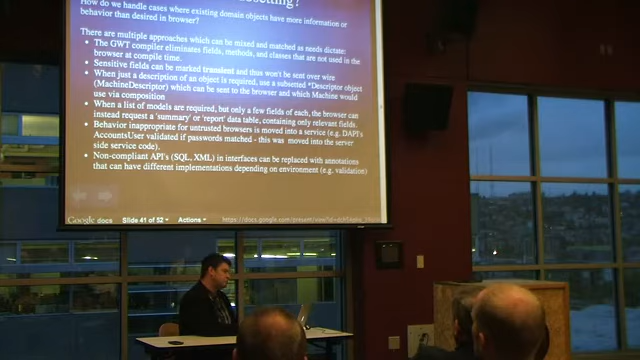 How do we handle cases where existing domain objects have more information or
behavior than desired in browser?
There are multiple approaches which can be mixed and matched as needs dictate:
The GWT compiler eliminates fields, methods, and classes that are not used in the
browser at compile time.
Sensitive fields can be marked transient and thus won't be sent over wire
When just a description of an object is required, use a subsetted *Descriptor object
(MachineDescriptor) which can be sent to the browser and which Machine would
use via composition
When a list of models are required, but only a few fields of each, the browser can
instead request a 'summary' or 'report' data table, containing only relevant fields.
Behavior inappropriate for untrusted browsers is moved into a service (e.g. DAPI's
AccountsUser validated if passwords matched - this was moved into the server
side service code).
Non-compliant API's (SQL, XML) in interfaces can be replaced with annotations
that can have different implementations depending on environment (e.g. validation)
Google docs Slide 41 of 52 Actions